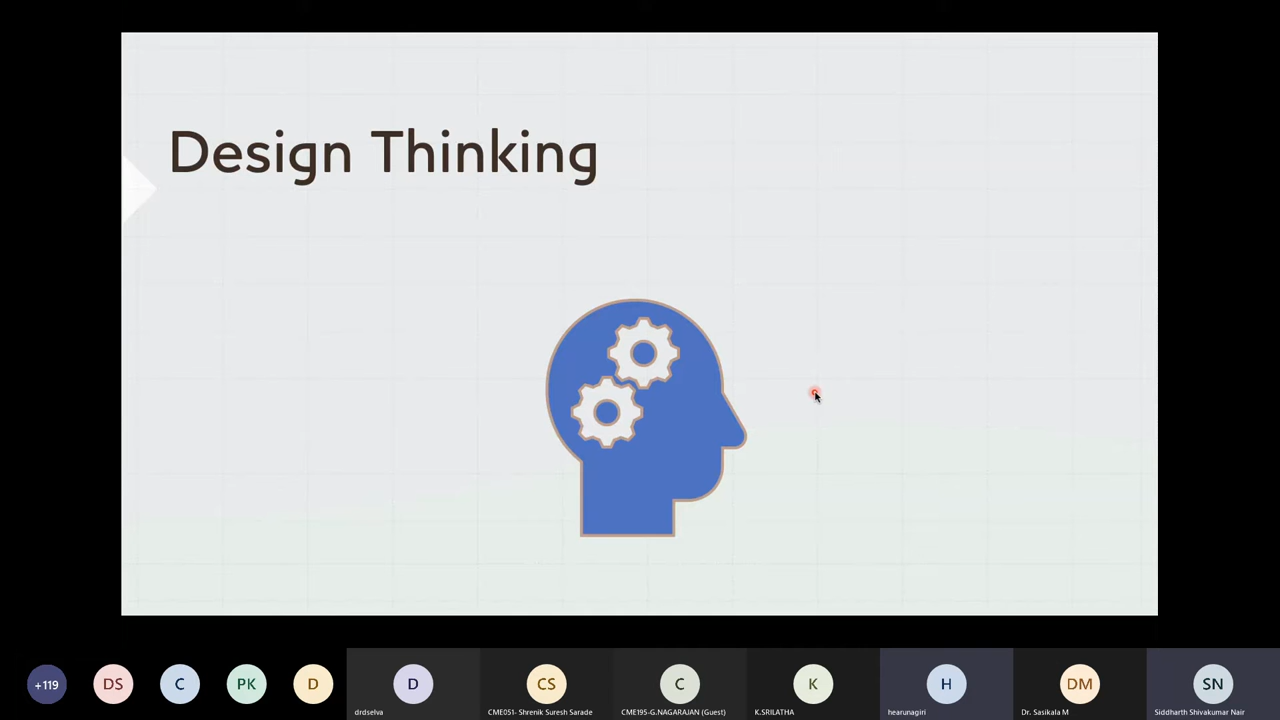 Design Thinking
+119
DS
C
PK
D
D
drdselva
CS
CME051- Shrenik Suresh Sarade
C
CME195-G.NAGARAJAN (Guest)
K
K.SRILATHA
H
hearunagiri
DM
Dr. Sasikala M
SN
Siddharth Shivakumar Nair